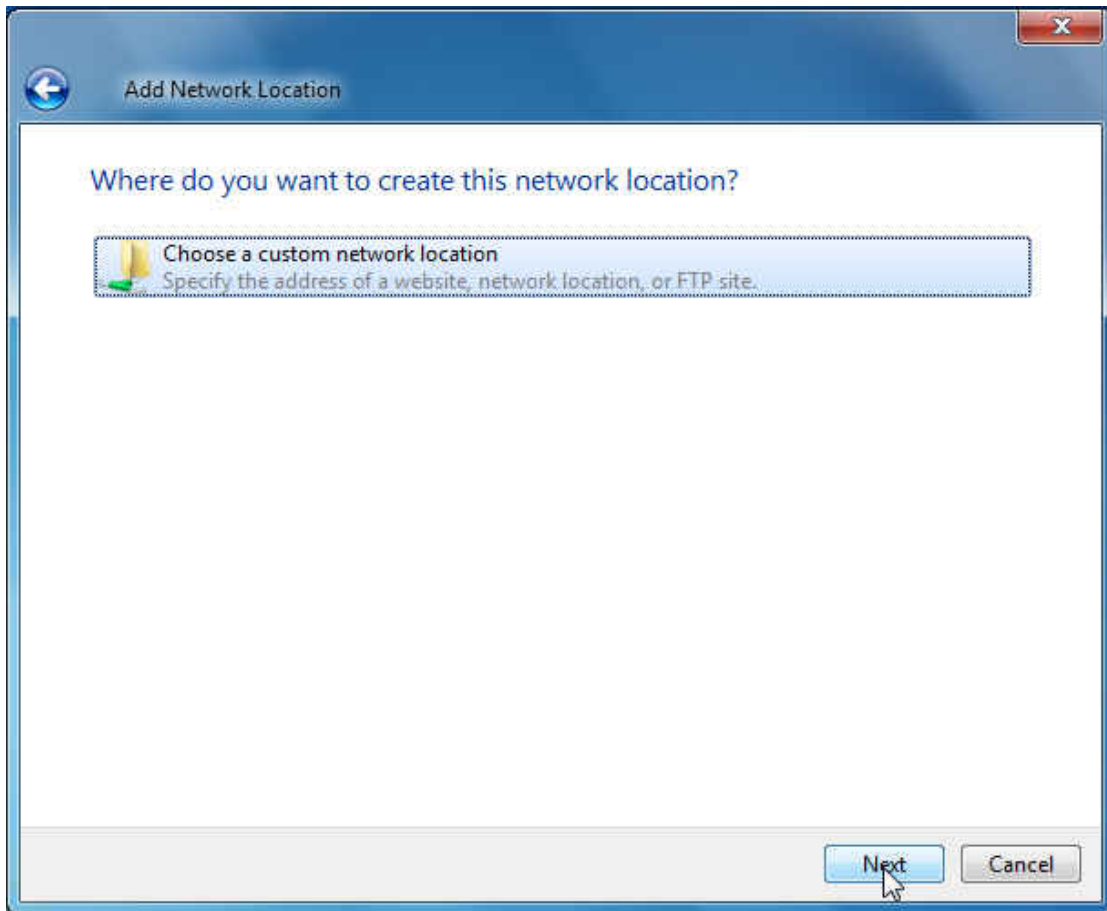 Add Network Location
Where do you want to create this network location?
Choose a custom network location
Specify the address of a website, network location, or FTP site.
Next
Cancel